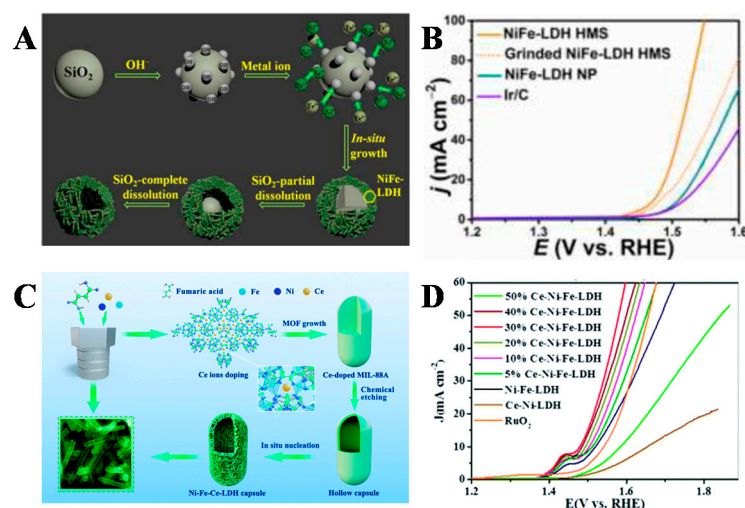 A
SiO2
OH−
Metal ion
In-situ
growth
NiFe-
LDH
SiO2-partial
dissolution
SiO2-complete
dissolution
B
NiFe-LDH HMS
Grinded NiFe-LDH HMS
NiFe-LDH NP
Ir/C
j (mA cm−2)
100
80
60
40
20
0
1.2 1.3 1.4 1.5 1.6
E (V vs. RHE)
C
Fumaric acid Fe Ni Ce
MOF growth
Ce ions doping
Ce-doped MIL-88A
Chemical
etching
In situ nucleation
Ni-Fe-Ce-LDH capsule
Hollow capsule
D
50% Ce-Ni-Fe-LDH
40% Ce-Ni-Fe-LDH
30% Ce-Ni-Fe-LDH
20% Ce-Ni-Fe-LDH
10% Ce-Ni-Fe-LDH
5% Ce-Ni-Fe-LDH
Ni-Fe-LDH
Ce-Ni-LDH
RuO2
J(mA cm−2)
60
50
40
30
20
10
0
1.2 1.4 1.6 1.8
E(V vs. RHE)